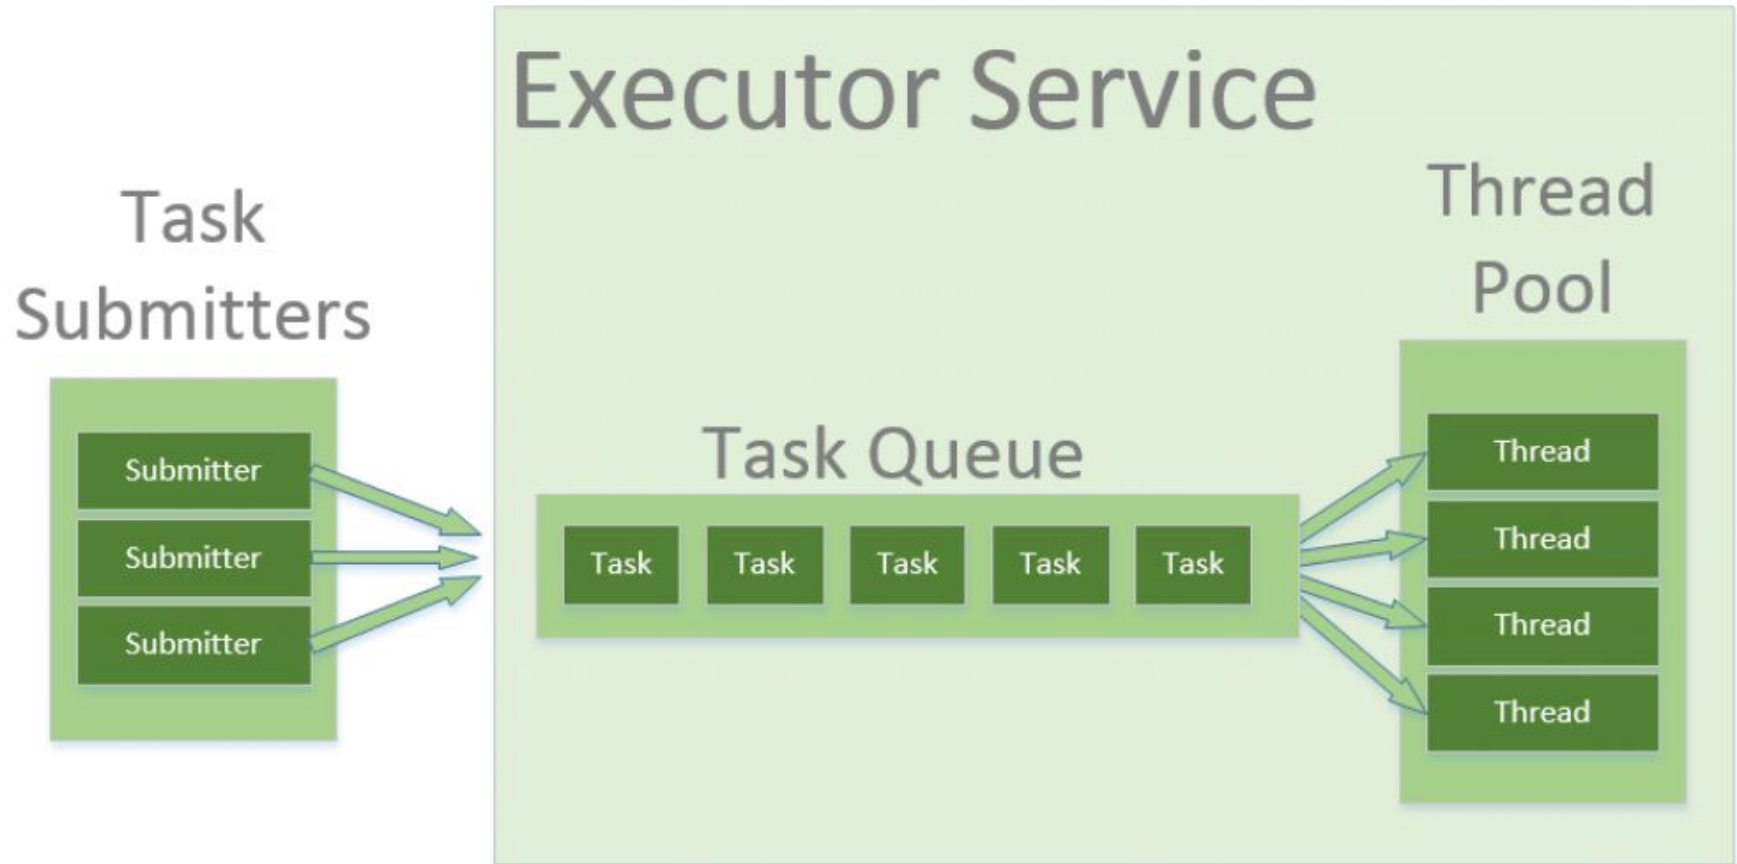 Executor Service
Task
Submitters
Submitter
Submitter
Submitter
Task Queue
Task
Task
Task
Task
Task
Thread
Pool
Thread
Thread
Thread
Thread